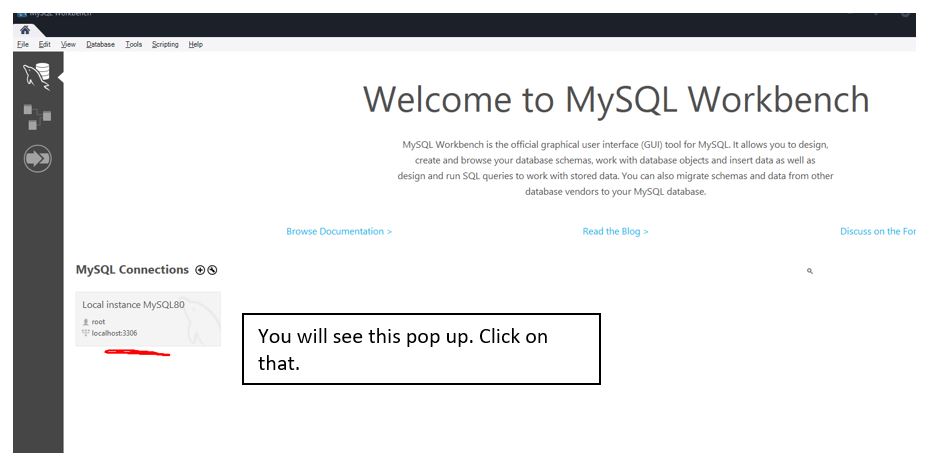 MySQL Workbench
File Edit View Database Tools Scripting Help
Welcome to MySQL Workbench
MySQL Workbench is the official graphical user interface (GUI) tool for MySQL. It allows you to design,
create and browse your database schemas, work with database objects and insert data as well as
design and run SQL queries to work with stored data. You can also migrate schemas and data from other
database vendors to your MySQL database.
Browse Documentation > Read the Blog > Discuss on the For
MySQL Connections
Local instance MySQL80
root
localhost:3306
You will see this pop up. Click on
that.